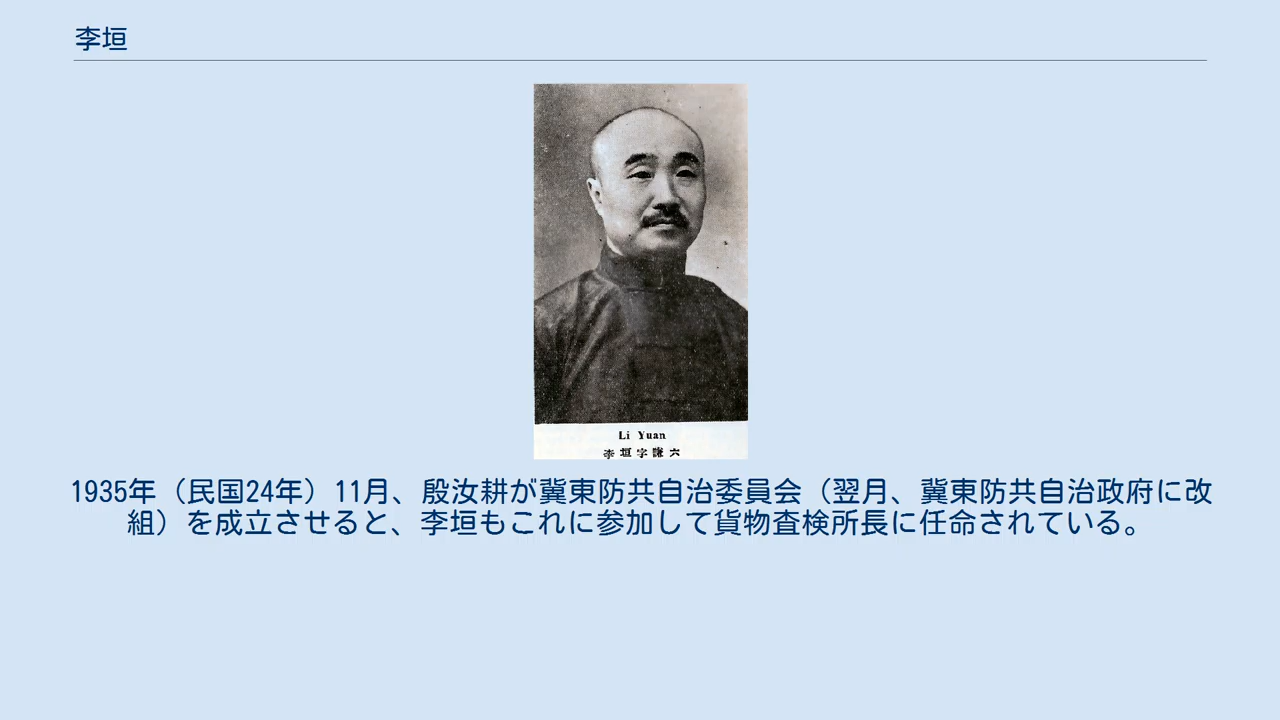 李垣
Li Yuan
李垣字謙六
1935年（民国24年）11月、殷汝耕が冀東防共自治委員会（翌月、冀東防共自治政府に改
組）を成立させると、李垣もこれに参加して貨物査検所長に任命されている。